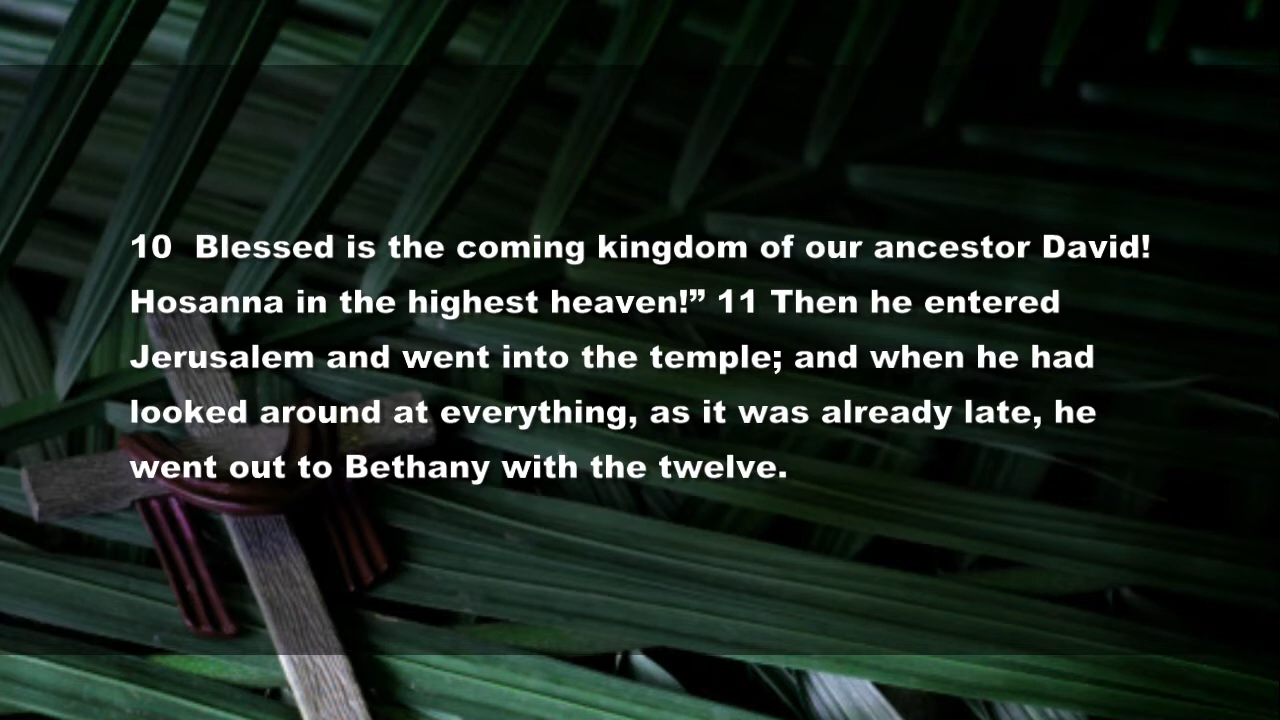 10  Blessed is the coming kingdom of our ancestor David!
Hosanna in the highest heaven!” 11 Then he entered
Jerusalem and went into the temple; and when he had
looked around at everything, as it was already late, he
went out to Bethany with the twelve.